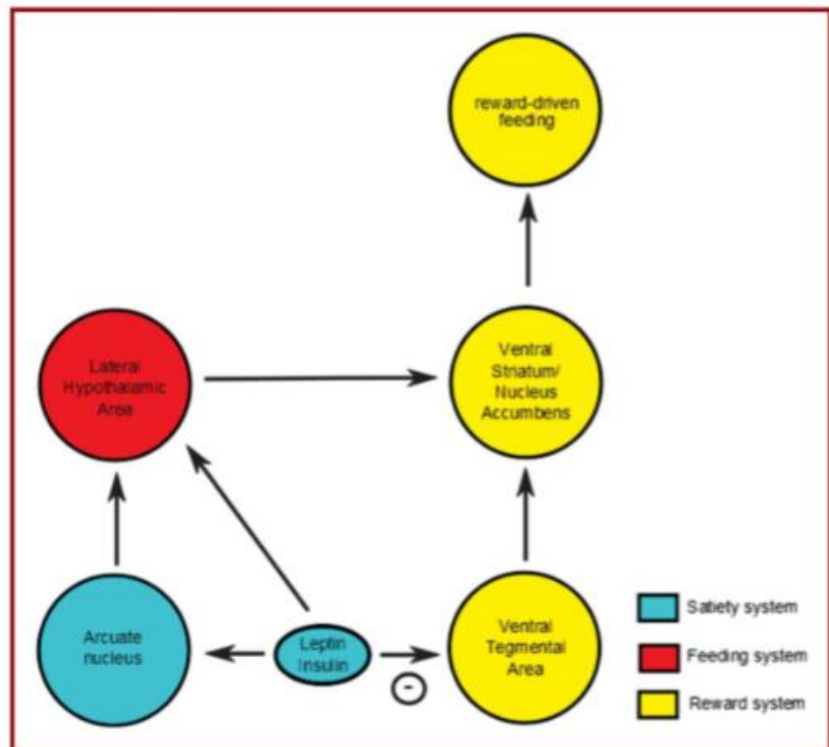 reward-driven
feeding
Lateral
Hypothalamic
Area
Ventral
Striatum/
Nucleus
Accumbens
Arcuate
nucleus
Leptin
Insulin
-
Ventral
Tegmental
Area
Satiety system
Feeding system
Reward system